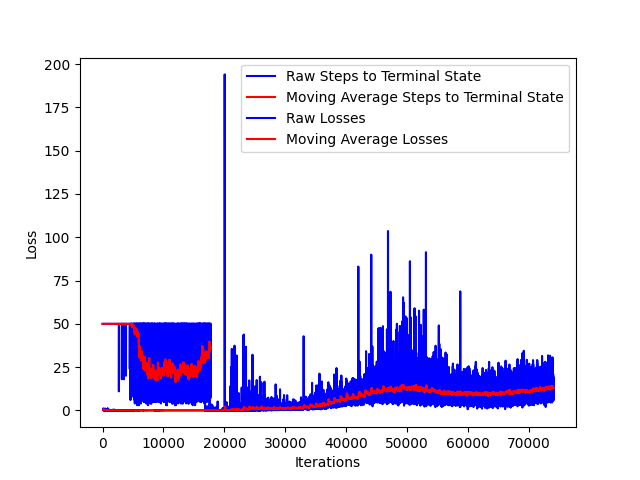 200
175
150
125
100
75
50
25
0
Loss
Raw Steps to Terminal State
Moving Average Steps to Terminal State
Raw Losses
Moving Average Losses
0 10000 20000 30000 40000 50000 60000 70000
Iterations